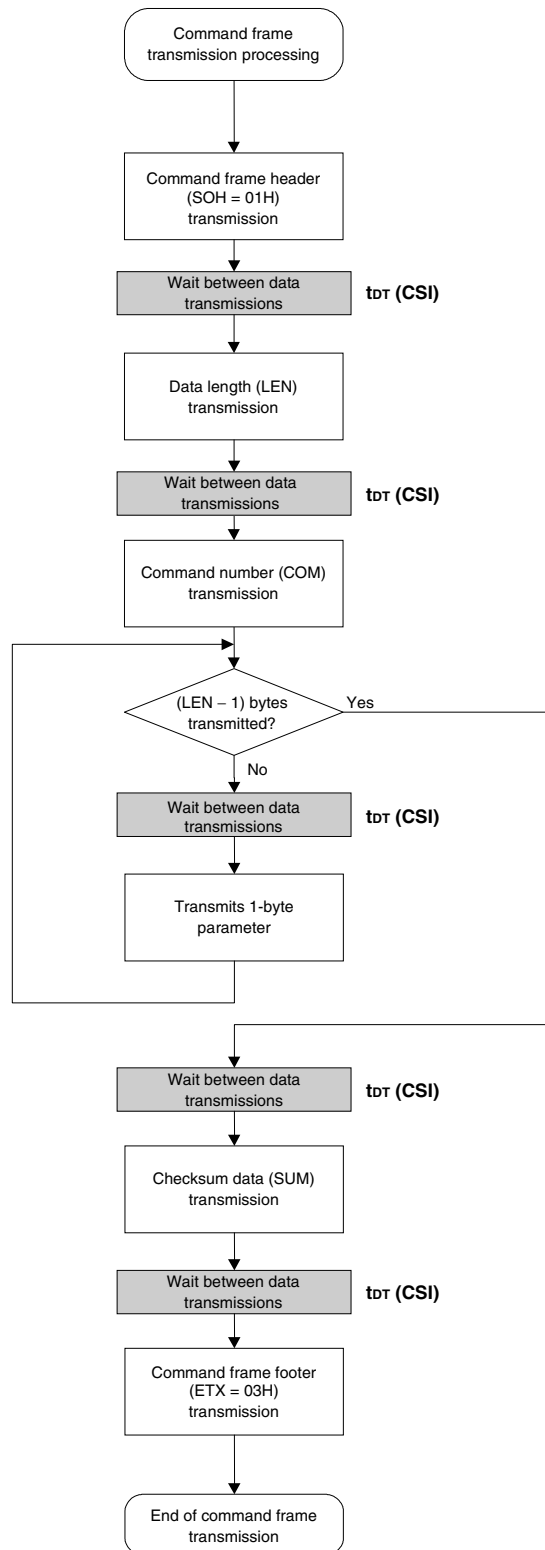 Command frame
transmission processing
Command frame header
(SOH = 01H)
transmission
Wait between data
transmissions
tDT (CSI)
Data length (LEN)
transmission
Wait between data
transmissions
tDT (CSI)
Command number (COM)
transmission
(LEN – 1) bytes
transmitted?
Yes
No
Wait between data
transmissions
tDT (CSI)
Transmits 1-byte
parameter
Wait between data
transmissions
tDT (CSI)
Checksum data (SUM)
transmission
Wait between data
transmissions
tDT (CSI)
Command frame footer
(ETX = 03H)
transmission
End of command frame
transmission